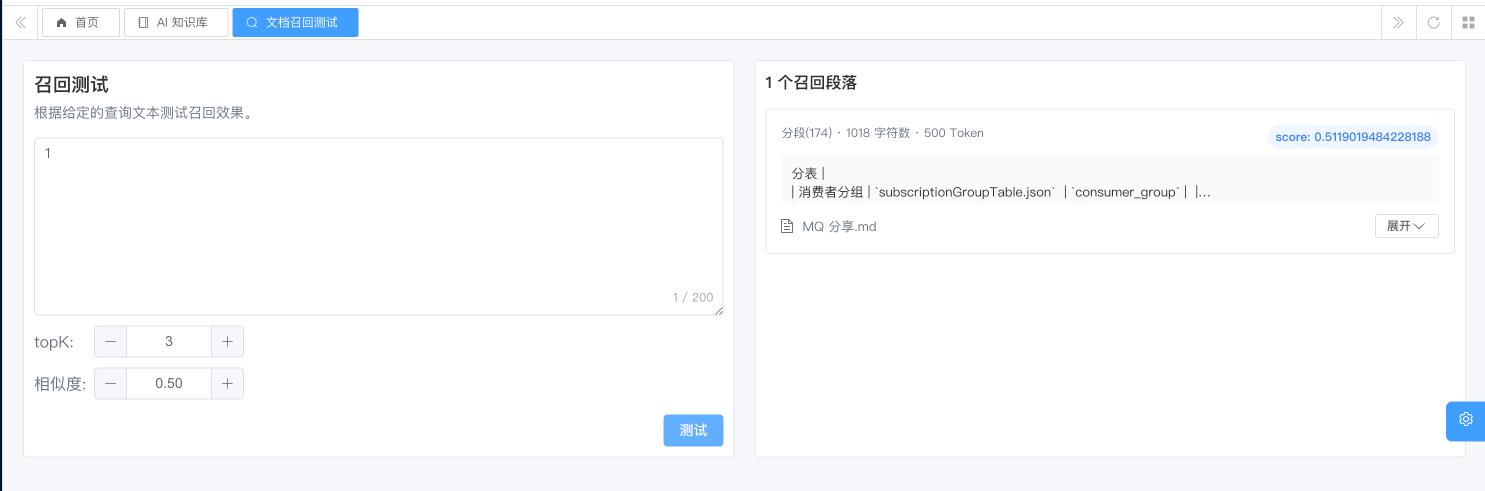 首页
AI 知识库
文档召回测试
召回测试
根据给定的查询文本测试召回效果。
1
1 / 200
topK:
3
相似度:
0.50
测试
1 个召回段落
分段(174) · 1018 字符数 · 500 Token
score: 0.5119019484228188
分表 |
| 消费者分组 | `subscriptionGroupTable.json` | `consumer_group` | |...
MQ 分享.md
展开